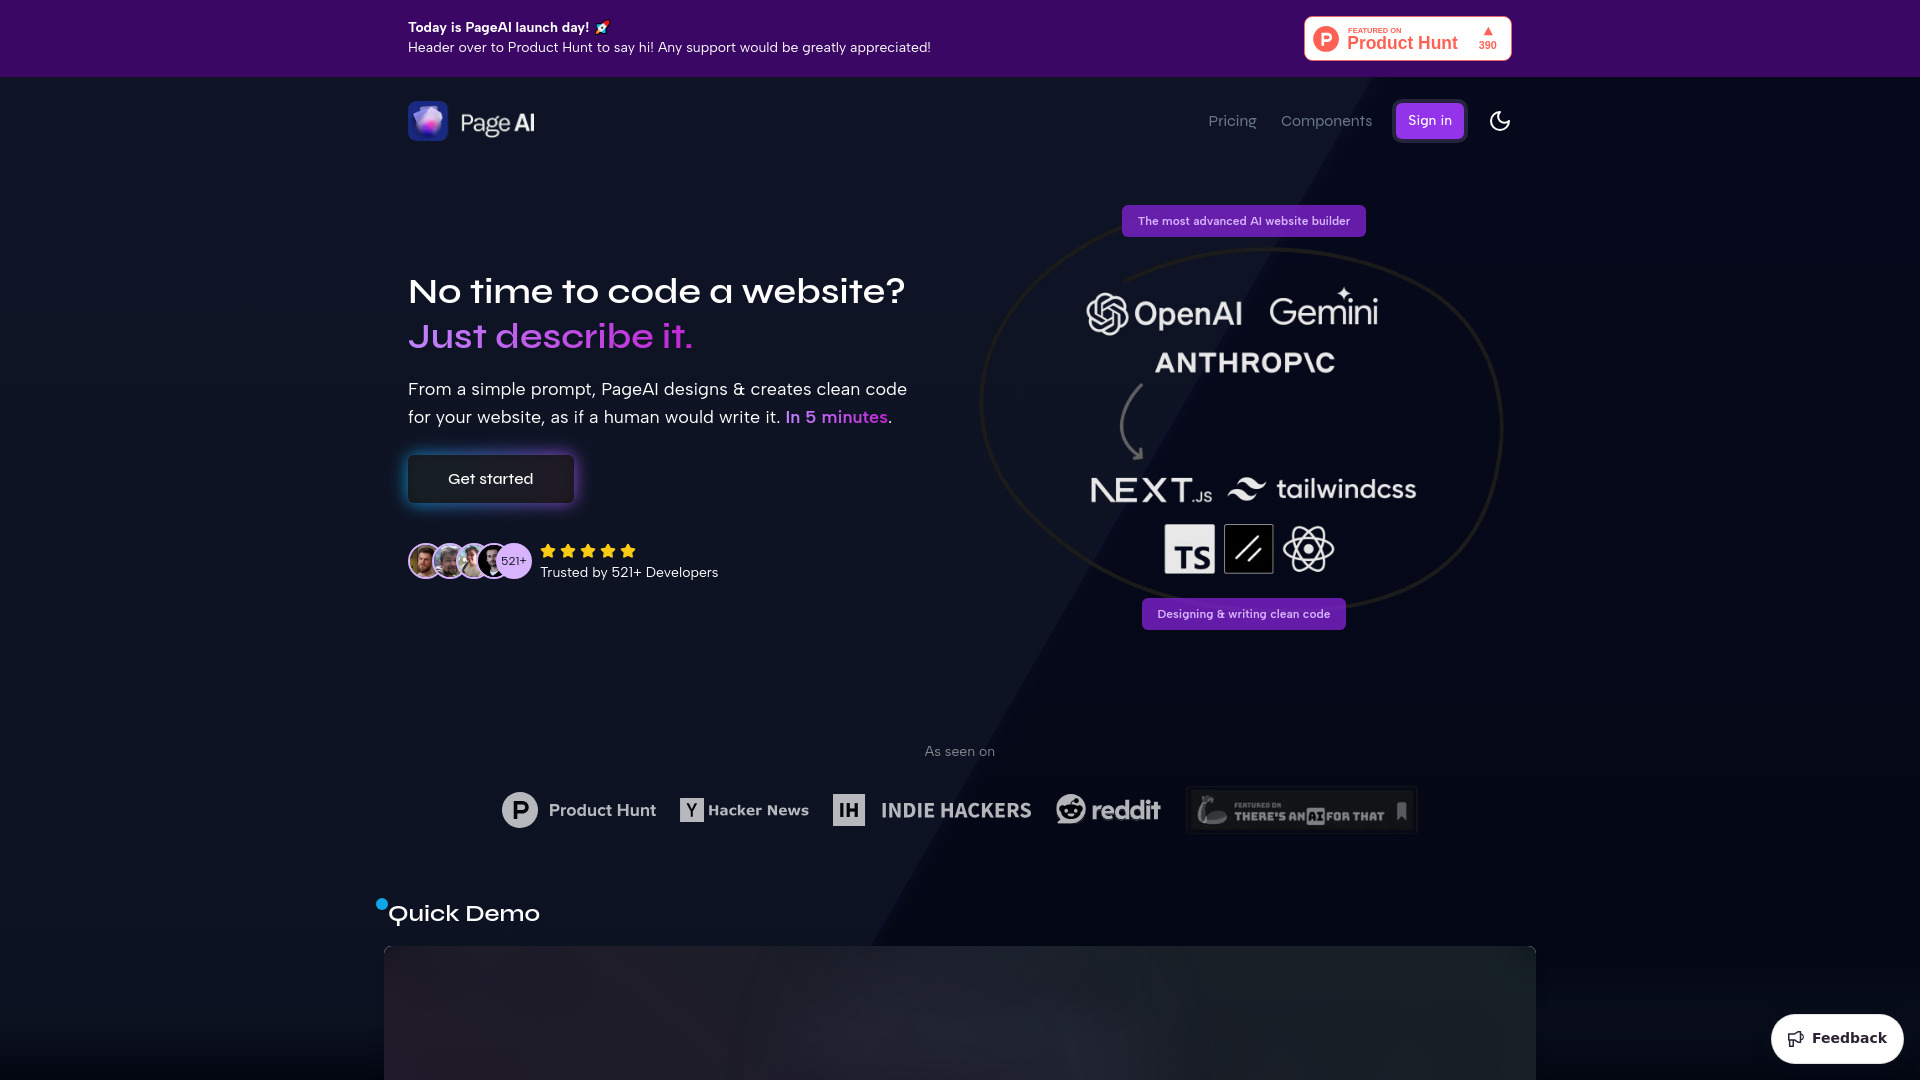 Today is PageAI launch day! 🚀
Header over to Product Hunt to say hi! Any support would be greatly appreciated!
FEATURED ON
Product Hunt
▲
390
Page AI
Pricing
Components
Sign in
The most advanced AI website builder
No time to code a website?
Just describe it.
From a simple prompt, PageAI designs & creates clean code
for your website, as if a human would write it. In 5 minutes.
Get started
521+
Trusted by 521+ Developers
OpenAI
Gemini
ANTHROP\C
NEXT.JS
tailwindcss
TS
Designing & writing clean code
As seen on
P
Product Hunt
Y
Hacker News
IH
INDIE HACKERS
reddit
FEATURED ON
THERE'S AN AI FOR THAT
Quick Demo
Feedback